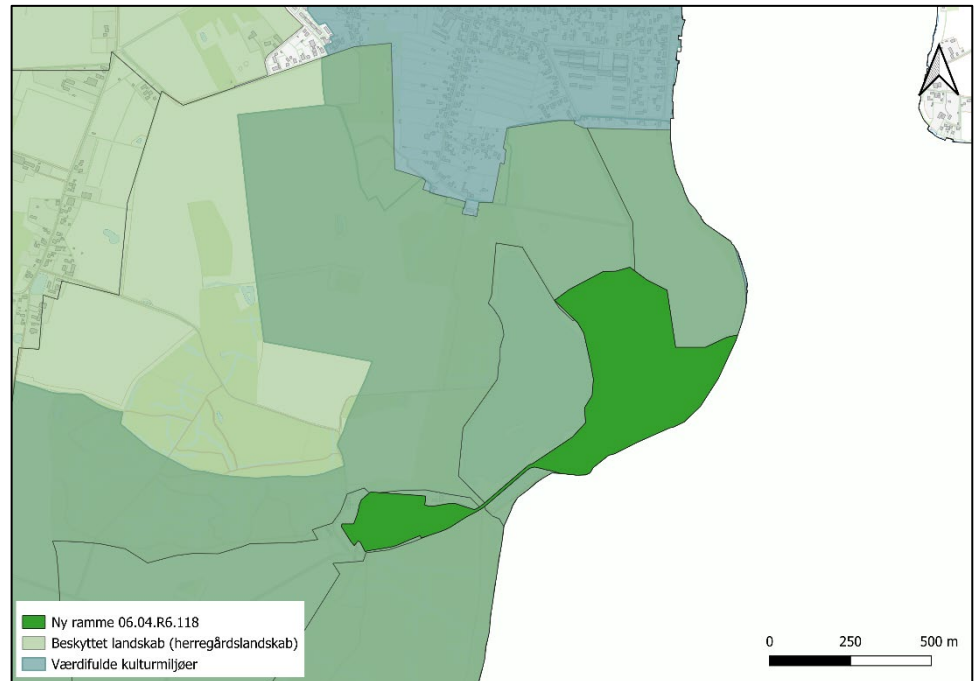 Ny ramme 06.04.R6.118
Beskyttet landskab (herregårdslandskab)
Værdifulde kulturmiljøer
0 250 500 m